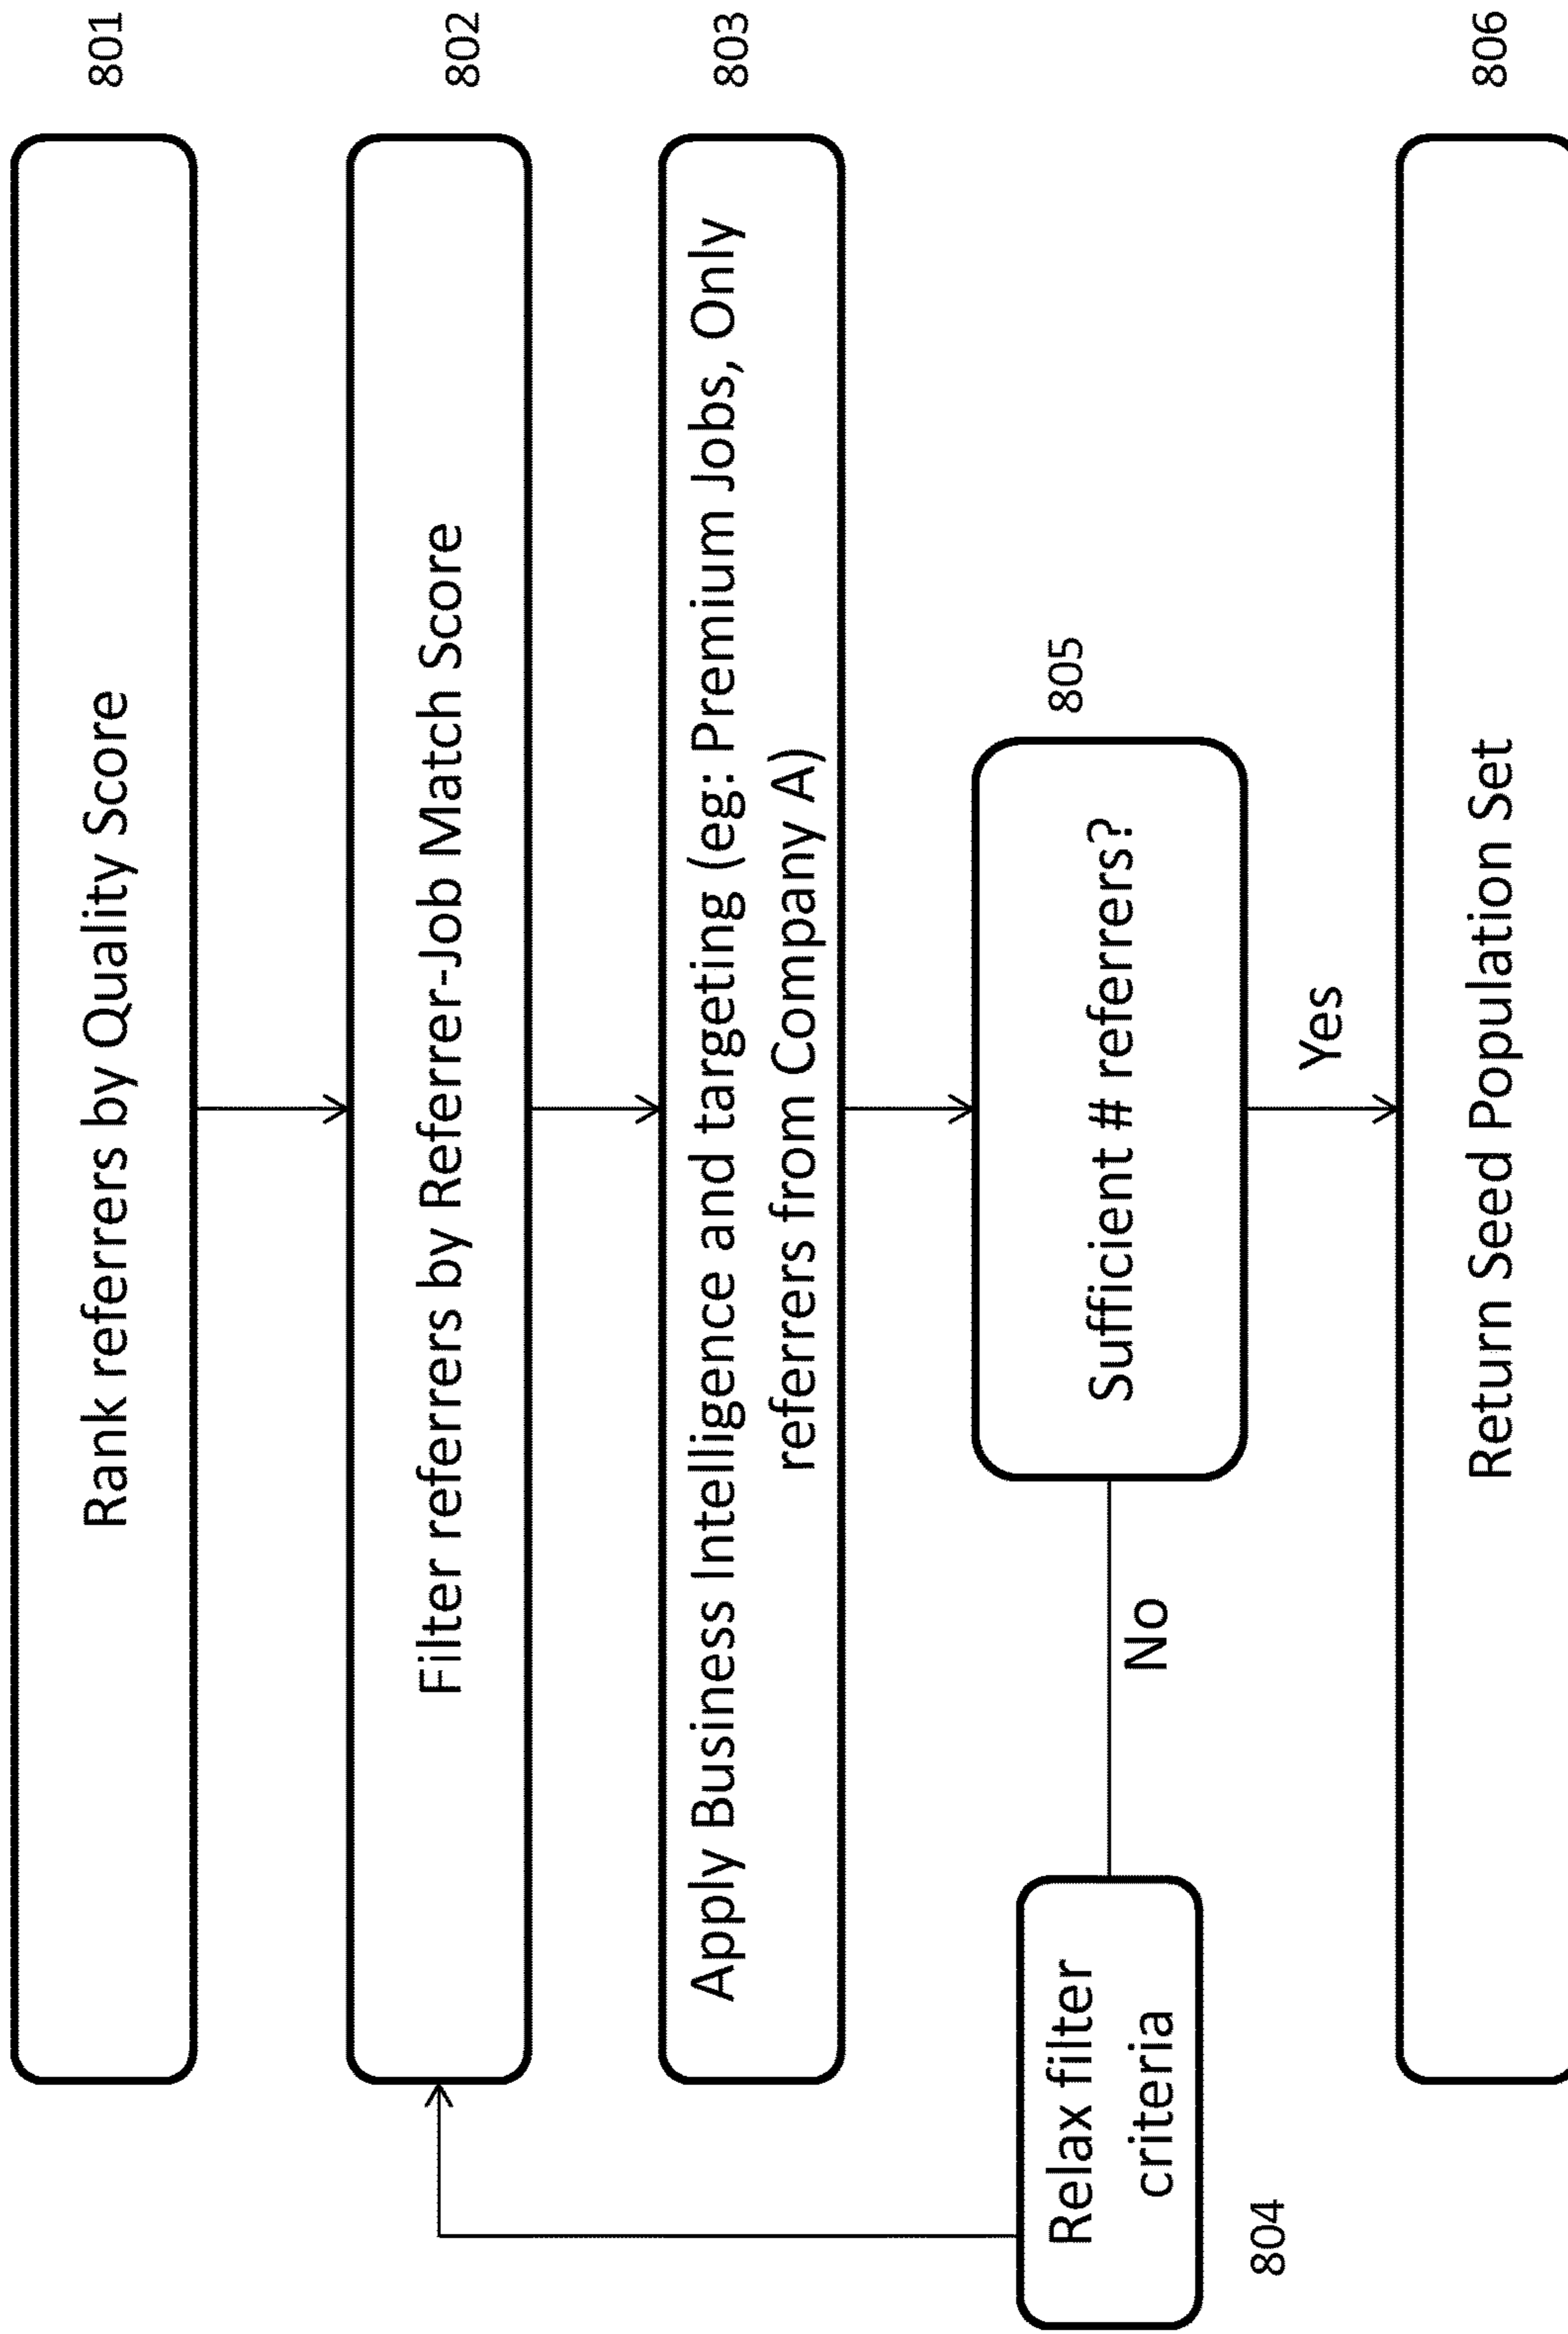 Rank referrers by Quality Score
801
Filter referrers by Referrer-Job Match Score
802
Apply Business Intelligence and targeting (eg: Premium Jobs, Only
referrers from Company A)
803
Relax filter
criteria
804
No
Sufficient # referrers?
805
Yes
Return Seed Population Set
806